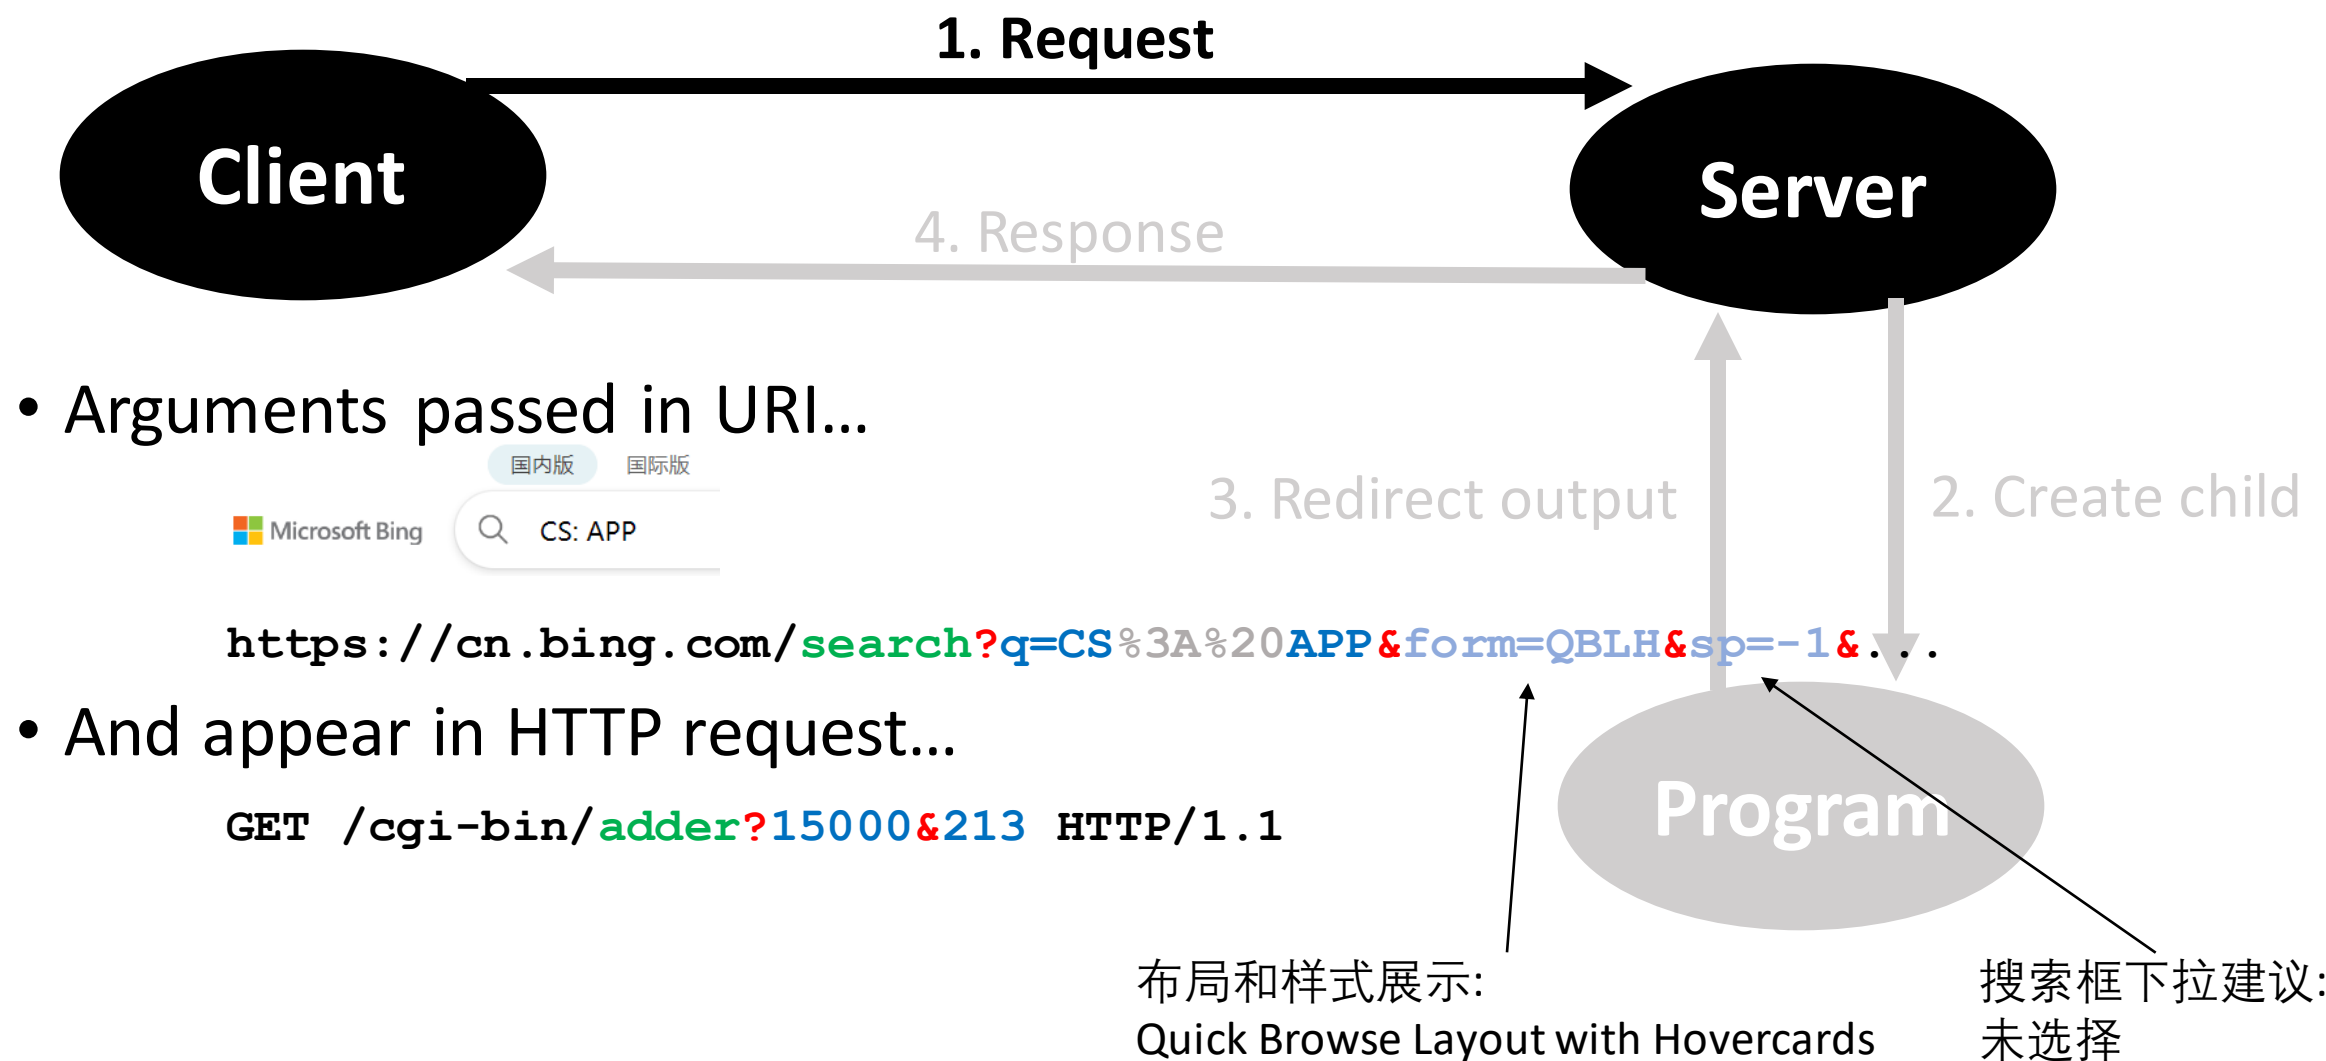 1. Request
Client
Server
4. Response
• Arguments passed in URI...
国内版 国际版
Microsoft Bing
CS: APP
3. Redirect output
2. Create child
https://cn.bing.com/search?q=CS%3A%20APP&form=QBLH&sp=-1&...
• And appear in HTTP request...
Program
GET /cgi-bin/adder?15000&213 HTTP/1.1
布局和样式展示:
Quick Browse Layout with Hovercards
搜索框下拉建议:
未选择